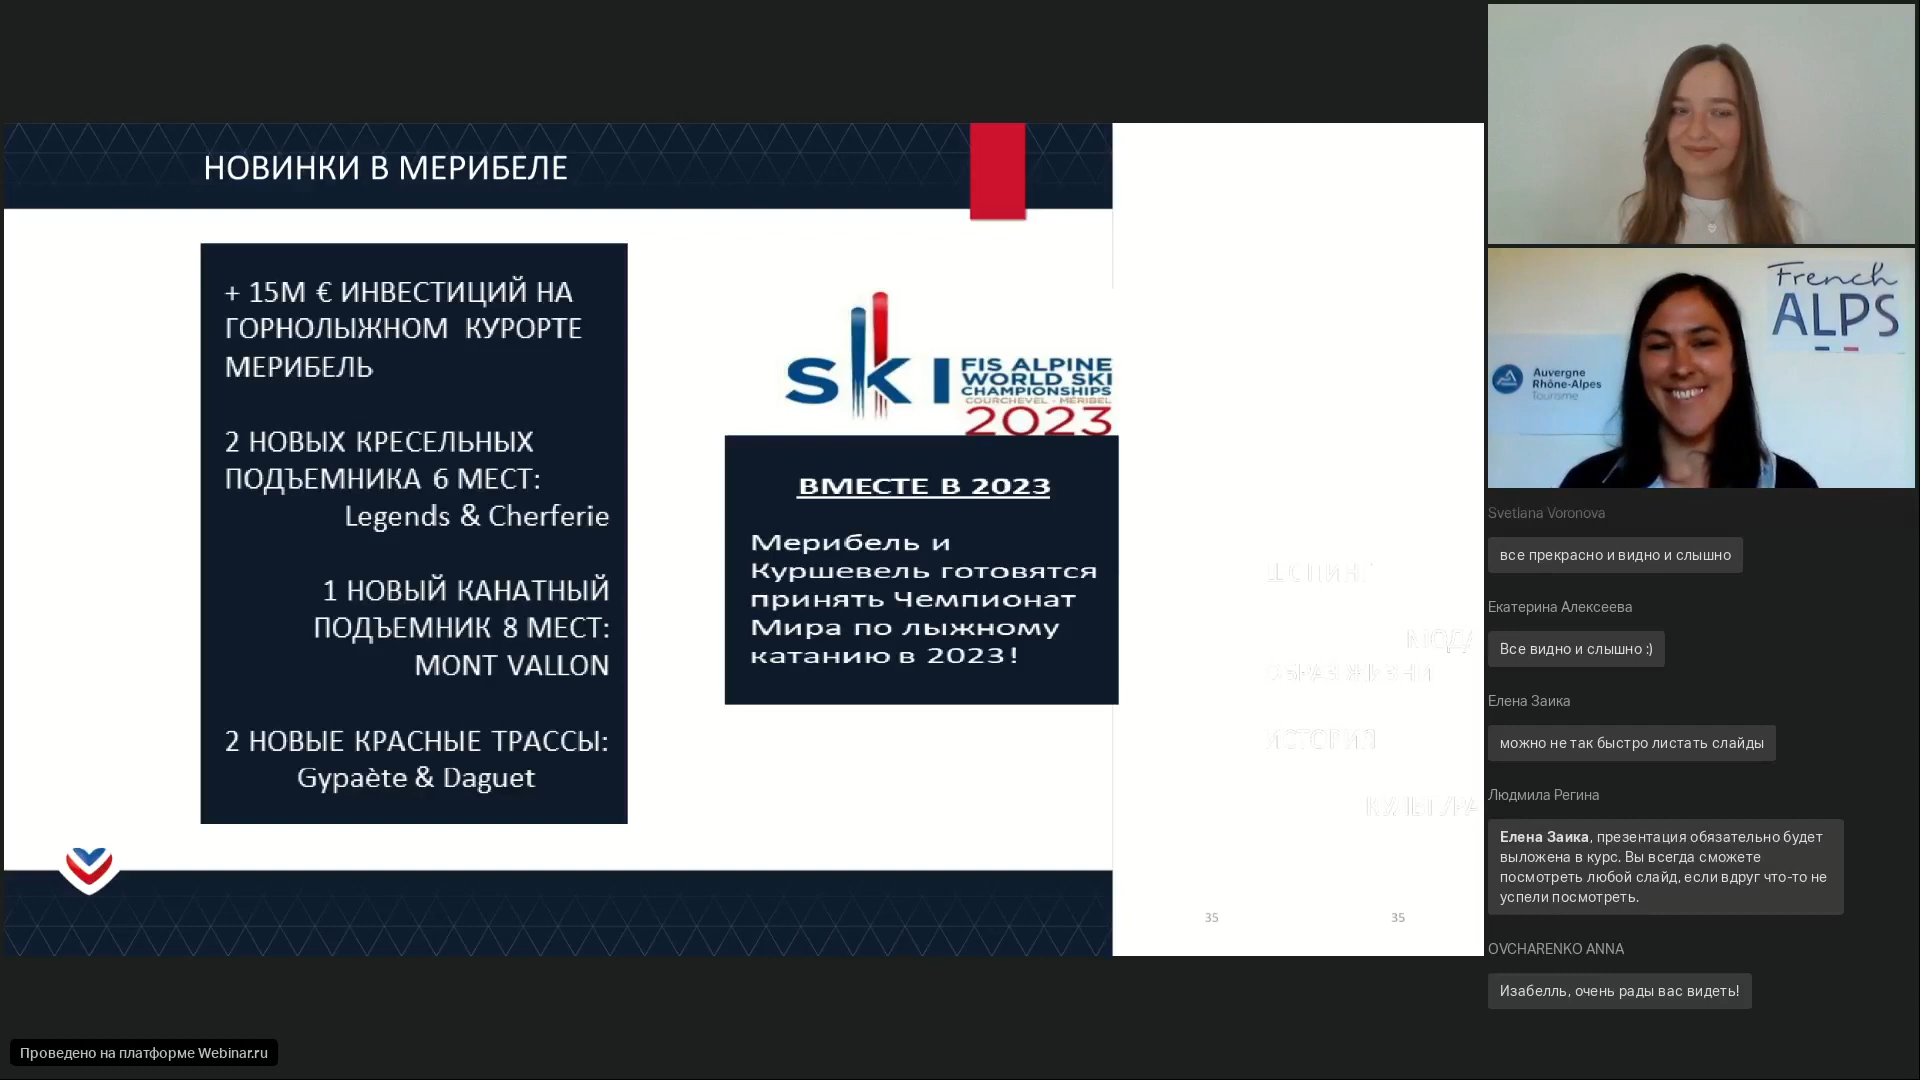 НОВИНКИ В МЕРИБЕЛЕ
+ 15M € ИНВЕСТИЦИЙ НА
ГОРНОЛЫЖНОМ КУРОРТЕ
МЕРИБЕЛЬ
2 НОВЫХ КРЕСЕЛЬНЫХ
ПОДЪЕМНИКА 6 МЕСТ:
Legends & Cherferie
1 НОВЫЙ КАНАТНЫЙ
ПОДЪЕМНИК 8 МЕСТ:
MONT VALLON
2 НОВЫЕ КРАСНЫЕ ТРАССЫ:
Gypaète & Daguet
SKI
FIS ALPINE
WORLD SKI
CHAMPIONSHIPS
COURCHEVEL - MÉRIBEL
2023
ВМЕСТЕ В 2023
Мерибель и
Куршевель готовятся
принять Чемпионат
Мира по лыжному
катанию в 2023!
ОБРАЗ ЖИЗНИ
ИСТОРИЯ
КУЛЬТУРА
35
35
French
ALPS
Auvergne
Rhône-Alpes
Tourisme
Svetlana Voronova
все прекрасно и видно и слышно
Екатерина Алексеева
Все видно и слышно :)
Елена Заика
можно не так быстро листать слайды
Людмила Регина
Елена Заика, презентация обязательно будет
выложена в курс. Вы всегда сможете
посмотреть любой слайд, если вдруг что-то не
успели посмотреть.
OVCHARENKO ANNA
Изабелль, очень рады вас видеть!
Проведено на платформе Webinar.ru